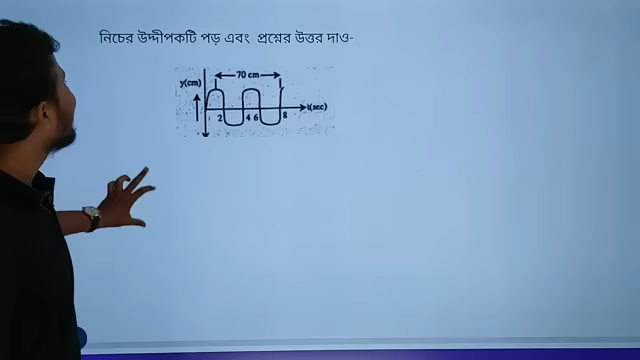 নিচের উদ্দীপকটি পড় এবং প্রশ্নের উত্তর দাও-
70 cm
y(cm)
2 4 6 8
t(sec)